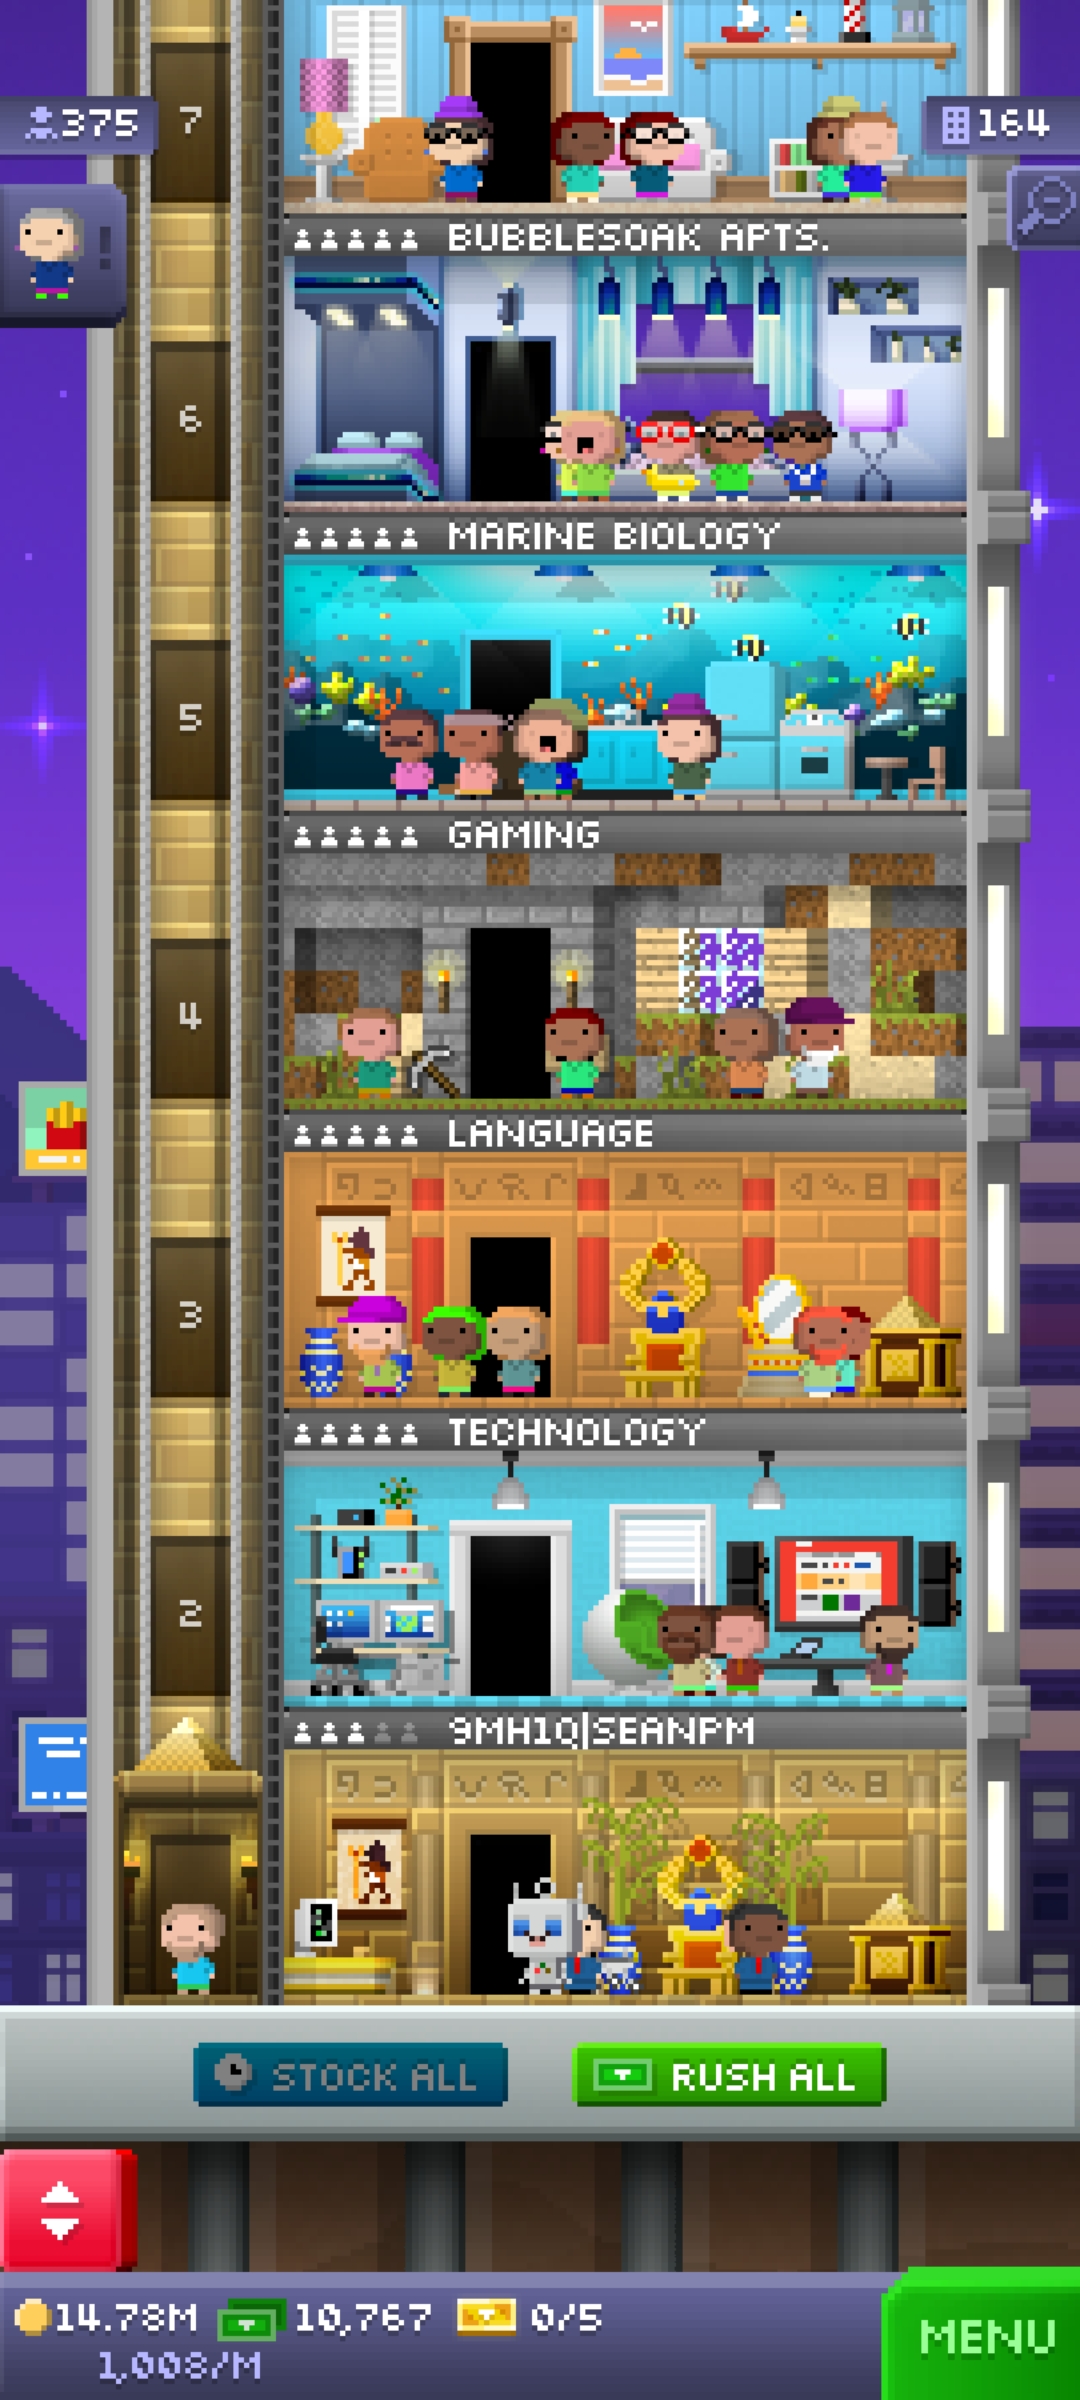 375
7
164
!
BUBBLESOAK APTS.
6
MARINE BIOLOGY
5
GAMING
4
LANGUAGE
3
TECHNOLOGY
2
9MH1Q|SEANPM
STOCK ALL
RUSH ALL
14.78M
10,767
0/5
1,008/M
MENU